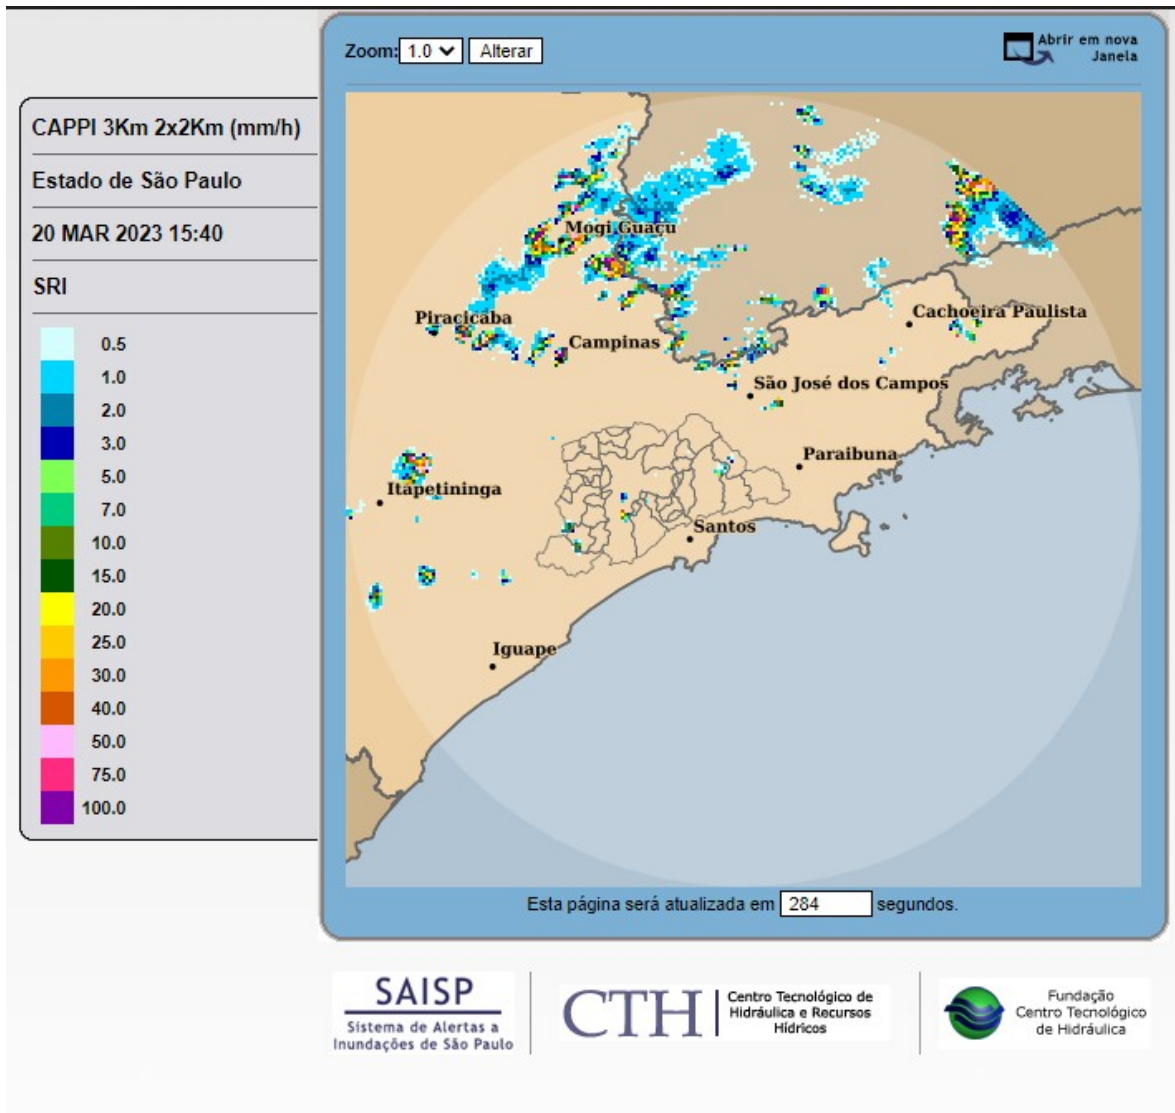 Zoom: 1.0 Alterar
Abrir em nova
Janela
CAPPI 3Km 2x2Km (mm/h)
Estado de São Paulo
20 MAR 2023 15:40
SRI
0.5
1.0
2.0
3.0
5.0
7.0
10.0
15.0
20.0
25.0
30.0
40.0
50.0
75.0
100.0
Mogi Guaçu
Piracicaba
Cachoeira Paulista
Campinas
São José dos Campos
Paraibuna
Itapetininga
Santos
Iguape
Esta página será atualizada em 284 segundos.
SAISP
Sistema de Alertas a
Inundações de São Paulo
CTH
Centro Tecnológico de
Hidráulica e Recursos
Hídricos
Fundação
Centro Tecnológico
de Hidráulica